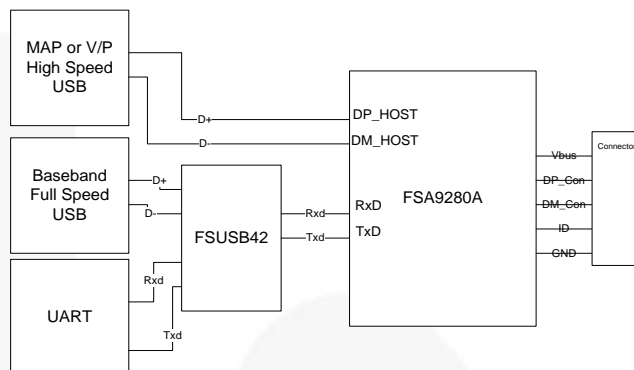 MAP or V/P
High Speed
USB
D+
D-
DP_HOST
DM_HOST
Baseband
Full Speed
USB
D+
D-
FSUSB42
Rxd
Txd
RxD
TxD
FSA9280A
Vbus
DP_Con
DM_Con
ID
GND
Connector
UART
Rxd
Txd